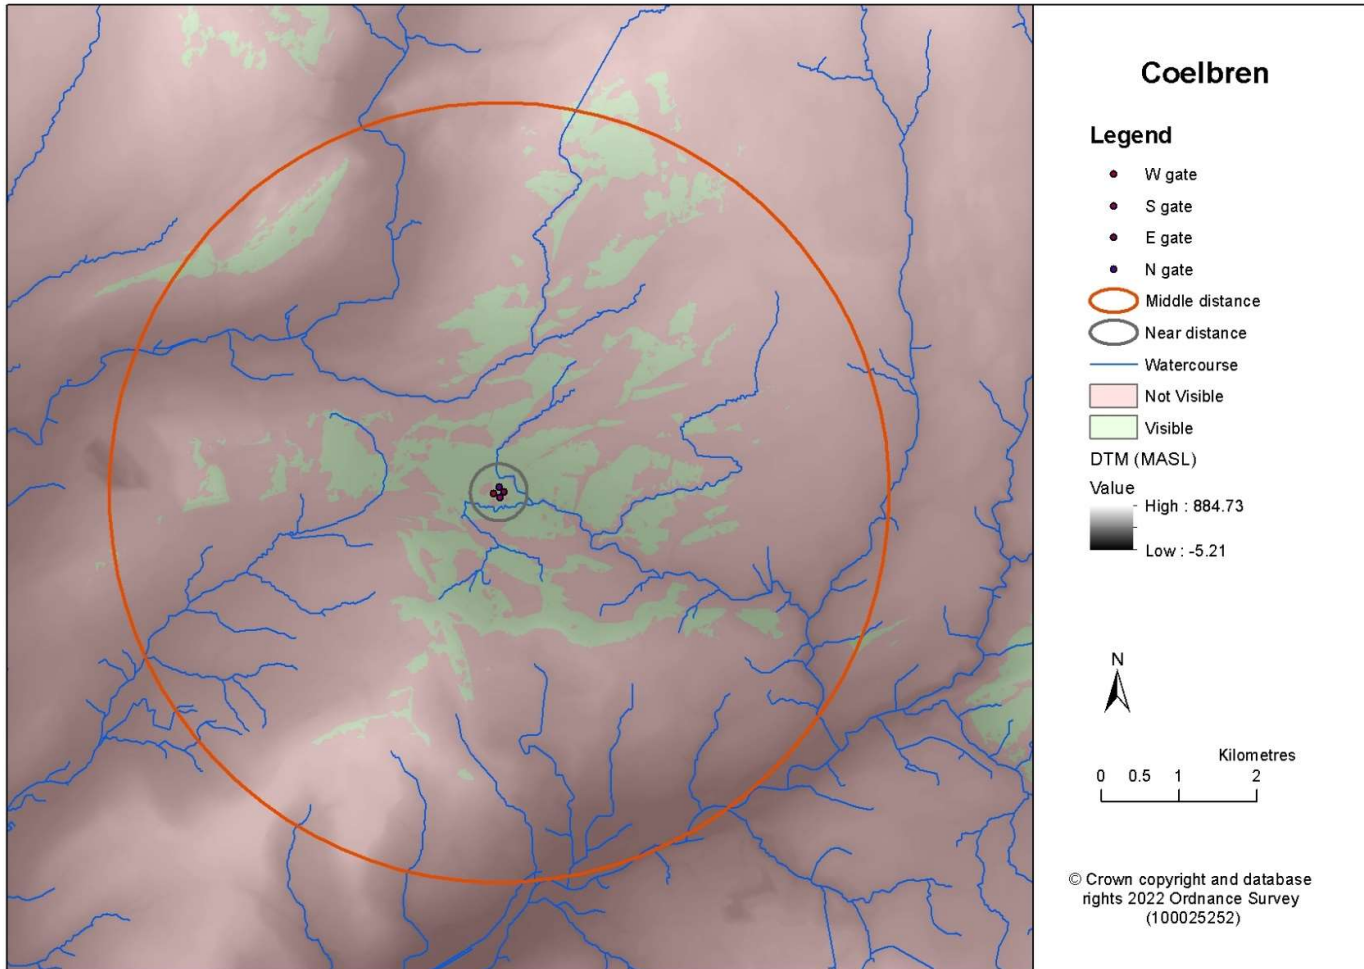 Coelbren
Legend
W gate
S gate
E gate
N gate
Middle distance
Near distance
Watercourse
Not Visible
Visible
DTM (MASL)
Value
High : 884.73
Low : -5.21
N
Kilometres
0 0.5 1 2
© Crown copyright and database
rights 2022 Ordnance Survey
(100025252)